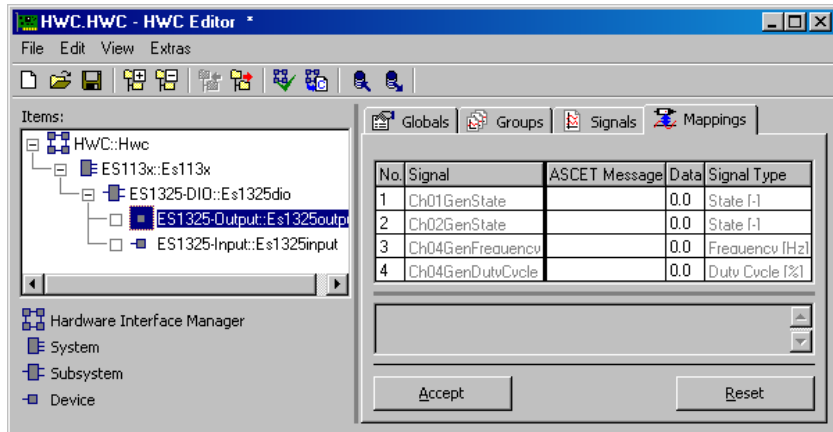 HWC.HWC - HWC Editor *
File Edit View Extras
Items:
HWC::Hwc
ES113x::Es113x
ES1325-DIO::Es1325dio
ES1325-Output::Es1325outpu
ES1325-Input::Es1325input
Hardware Interface Manager
System
Subsystem
Device
Globals Groups Signals Mappings
No. Signal ASCET Message Data Signal Type
1 Ch01GenState 0.0 State [-]
2 Ch02GenState 0.0 State [-]
3 Ch04GenFrequency 0.0 Frequency [Hz]
4 Ch04GenDutyCycle 0.0 Duty Cycle [%]
Accept Reset